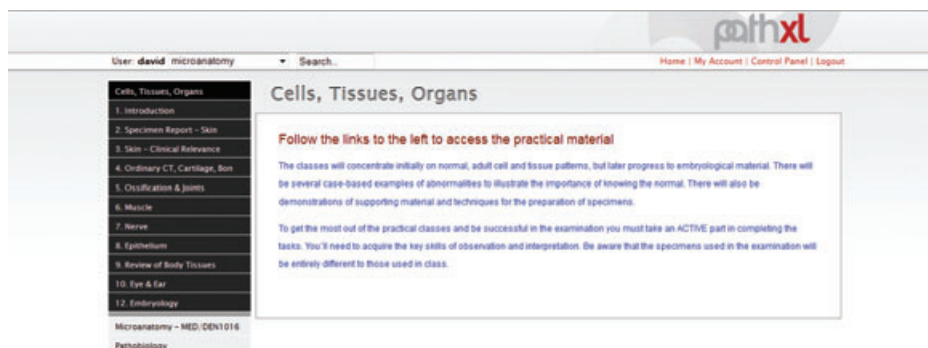 pathxl
User: david microanatomy Search..
Home | My Account | Control Panel | Logout
Cells, Tissues, Organs
1. Introduction
2. Specimen Report - Skin
3. Skin - Clinical Relevance
4. Ordinary CT, Cartilage, Bon
5. Ossification & Joints
6. Muscle
7. Nerve
8. Epithelium
9. Review of Body Tissues
10. Eye & Ear
12. Embryology
Microanatomy - MED/DEN1016
Pathobiology
Cells, Tissues, Organs
Follow the links to the left to access the practical material
The classes will concentrate initially on normal, adult cell and tissue patterns, but later progress to embryological material. There will
be several case-based examples of abnormalities to illustrate the importance of knowing the normal. There will also be
demonstrations of supporting material and techniques for the preparation of specimens.
To get the most out of the practical classes and be successful in the examination you must take an ACTIVE part in completing the
tasks. You'll need to acquire the key skills of observation and interpretation. Be aware that the specimens used in the examination will
be entirely different to those used in class.